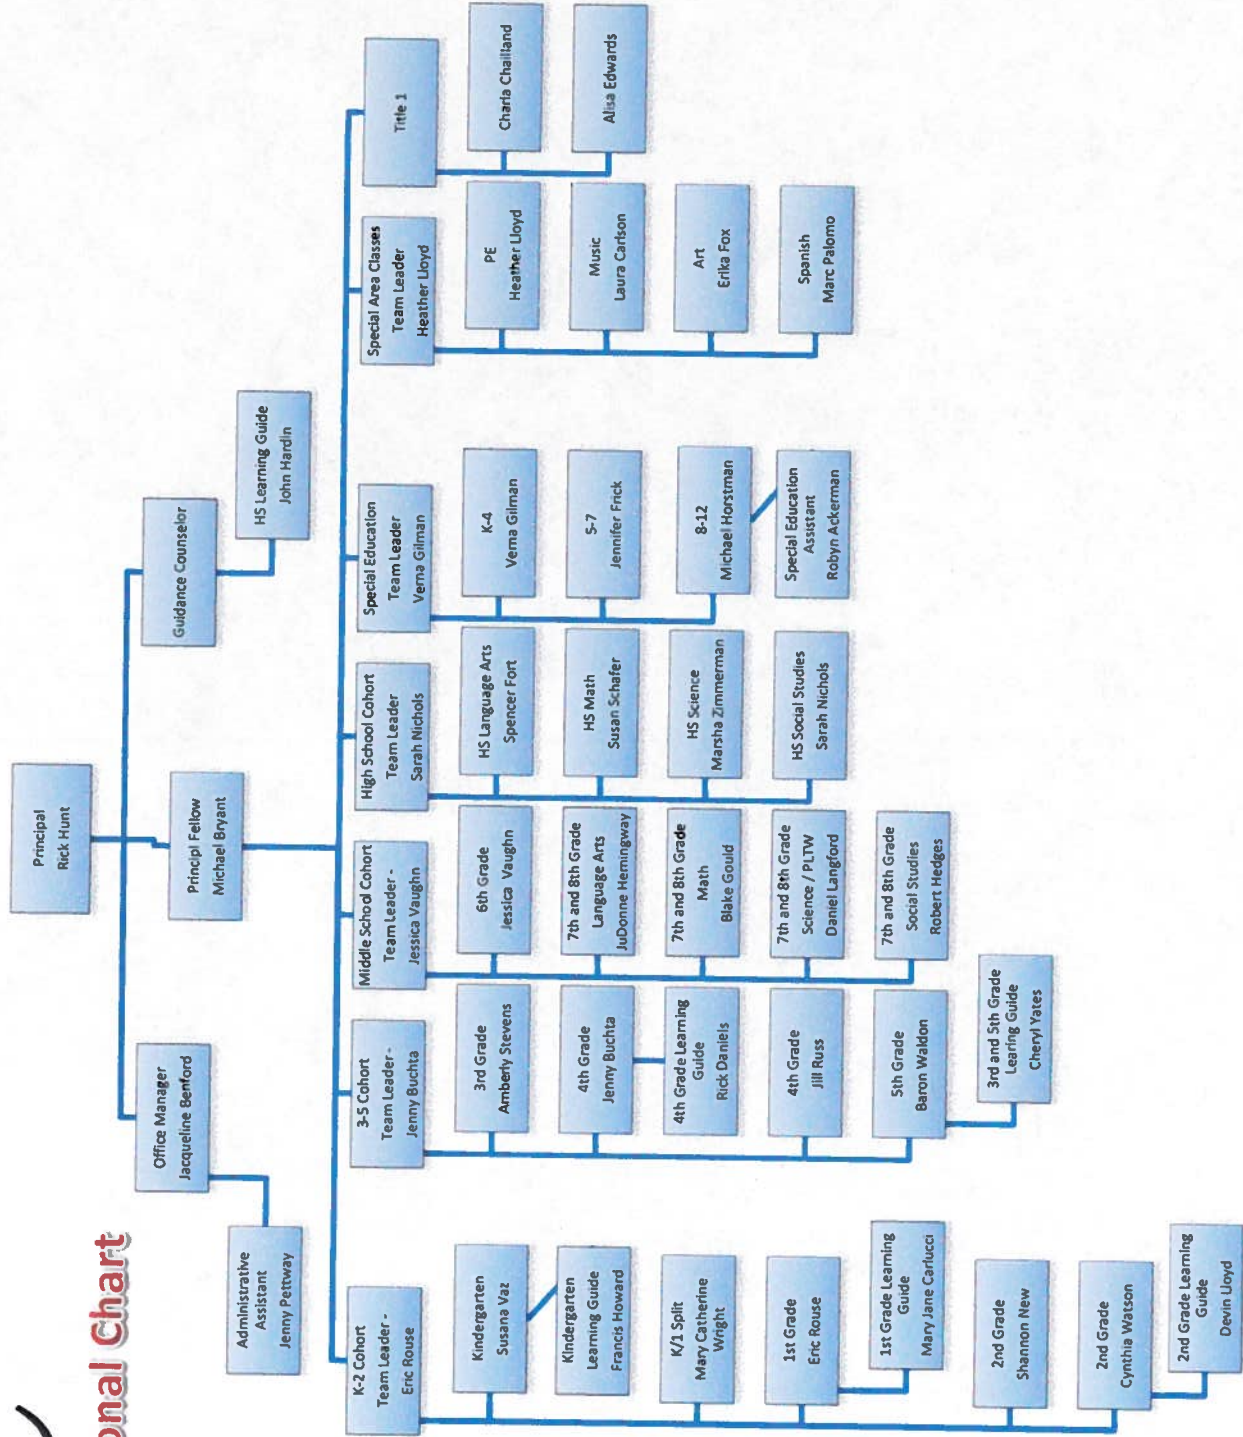 onal Chart
Principal
Rick Hunt
Office Manager
Jacqueline Benford
Administrative
Assistant
Jenny Pettway
Principl Fellow
Michael Bryant
Guidance Counselor
HS Learning Guide
John Hardin
K-2 Cohort
Team Leader -
Eric Rouse
Kindergarten
Susana Vaz
Kindergarten
Learning Guide
Francis Howard
K/1 Split
Mary Catherine
Wright
1st Grade
Eric Rouse
1st Grade Learning
Guide
Mary Jane Carlucci
2nd Grade
Shannon New
2nd Grade
Cynthia Watson
2nd Grade Learning
Guide
Devin Lloyd
3-5 Cohort
Team Leader -
Jenny Buchta
3rd Grade
Amberly Stevens
4th Grade
Jenny Buchta
4th Grade Learning
Guide
Rick Daniels
4th Grade
Jill Russ
5th Grade
Baron Waldon
3rd and 5th Grade
Learing Guide
Cheryl Yates
Middle School Cohort
Team Leader -
Jessica Vaughn
6th Grade
Jessica Vaughn
7th and 8th Grade
Language Arts
JuDonne Hemingway
7th and 8th Grade
Math
Blake Gould
7th and 8th Grade
Science / PLTW
Daniel Langford
7th and 8th Grade
Social Studies
Robert Hedges
High School Cohort
Team Leader
Sarah Nichols
HS Language Arts
Spencer Fort
HS Math
Susan Schafer
HS Science
Marsha Zimmerman
HS Social Studies
Sarah Nichols
Special Education
Team Leader
Verna Gilman
K-4
Verna Gilman
5-7
Jennifer Frick
8-12
Michael Horstman
Special Education
Assistant
Robyn Ackerman
Special Area Classes
Team Leader
Heather Lloyd
PE
Heather Lloyd
Music
Laura Carlson
Art
Erika Fox
Spanish
Marc Palomo
Title 1
Charla Chailland
Alisa Edwards